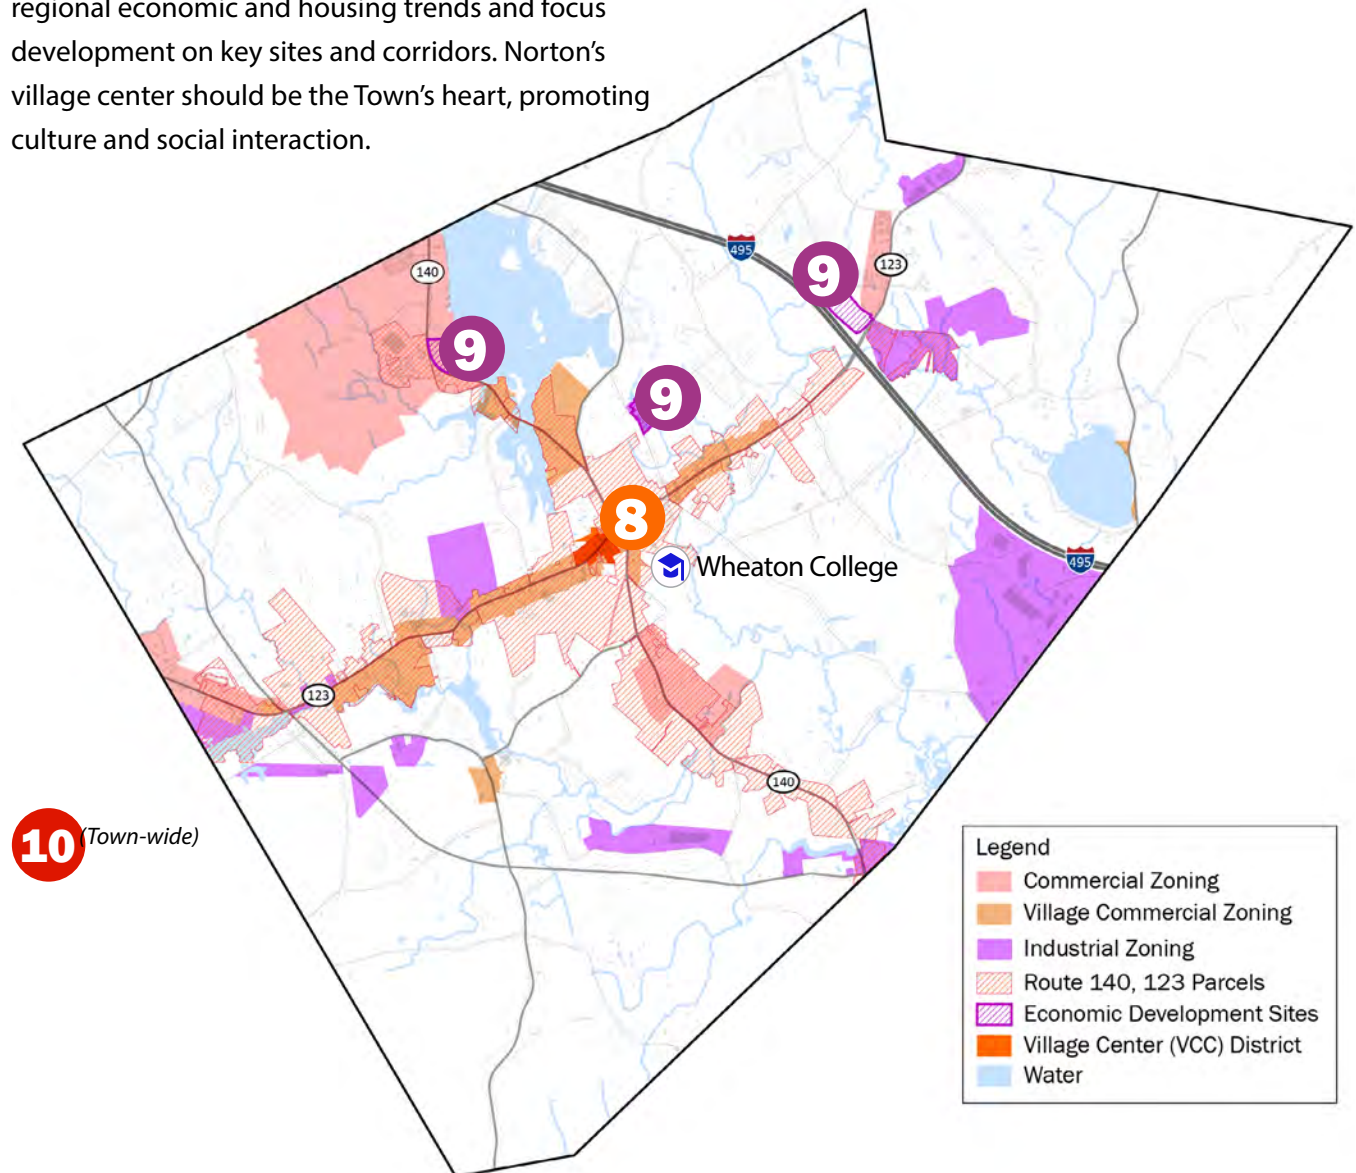 regional economic and housing trends and focus
development on key sites and corridors. Norton’s
village center should be the Town’s heart, promoting
culture and social interaction.
495
9
123
140
9
9
8
Wheaton College
495
123
140
10 (Town-wide)
Legend
Commercial Zoning
Village Commercial Zoning
Industrial Zoning
Route 140, 123 Parcels
Economic Development Sites
Village Center (VCC) District
Water